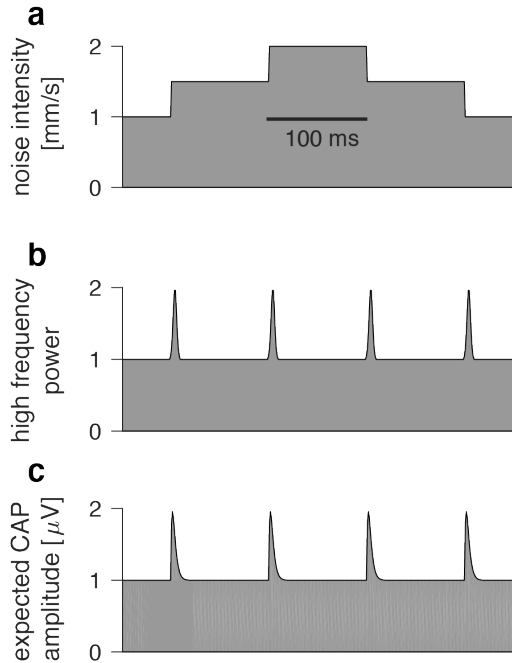 a
noise intensity
[mm/s]
2
1
0
100 ms
b
high frequency
power
2
1
0
c
expected CAP
amplitude [ μV]
2
1
0